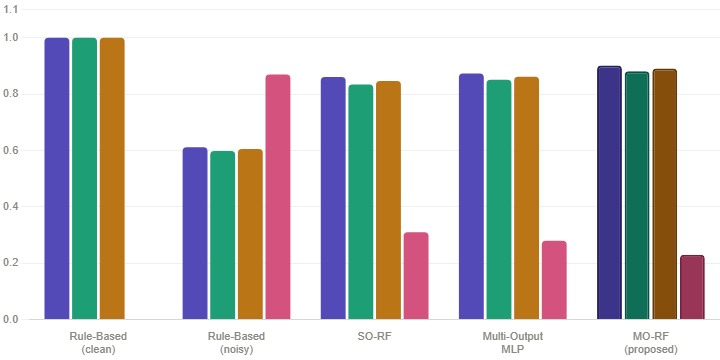 1.1
1.0
0.8
0.6
0.4
0.2
0.0
Rule-Based
(clean)
Rule-Based
(noisy)
SO-RF
Multi-Output
MLP
MO-RF
(proposed)